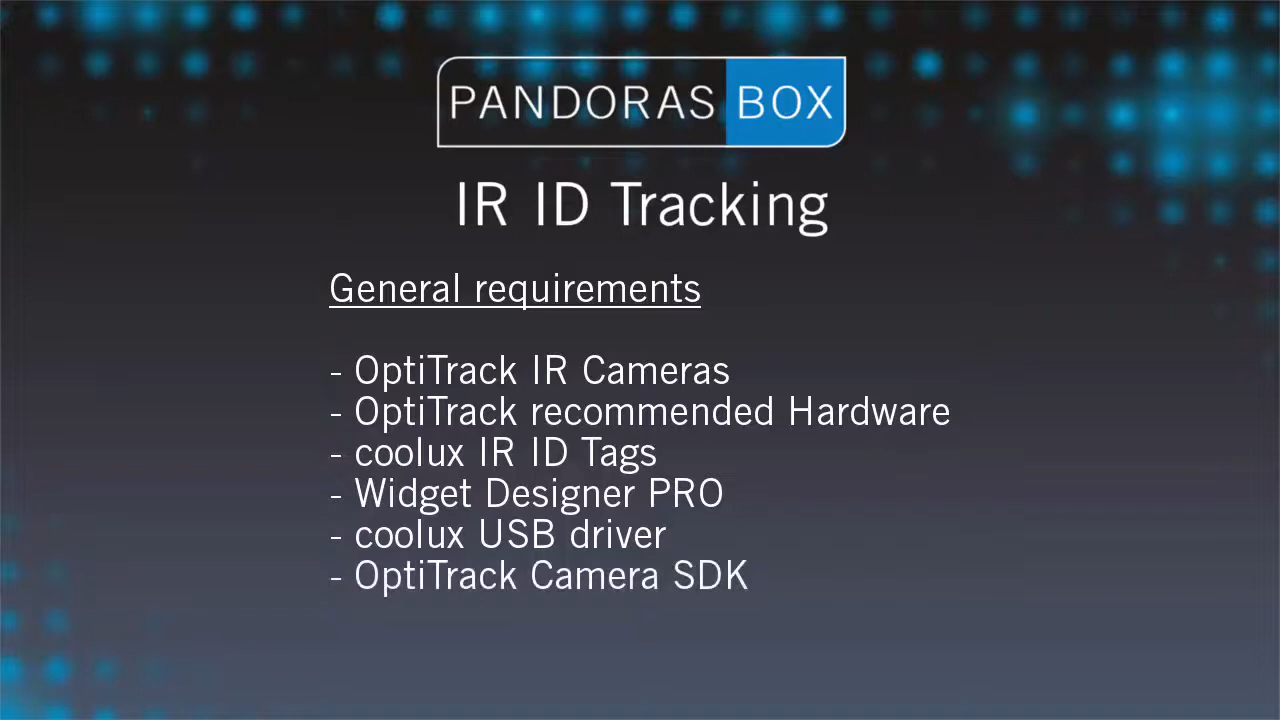 PANDORAS BOX
IR ID Tracking
General requirements
- OptiTrack IR Cameras
- OptiTrack recommended Hardware
- coolux IR ID Tags
- Widget Designer PRO
- coolux USB driver
- OptiTrack Camera SDK